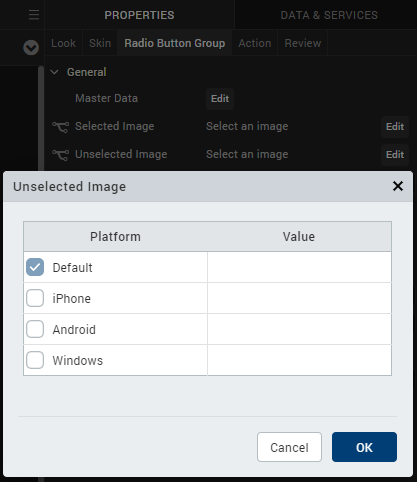 PROPERTIES DATA & SERVICES
Look Skin Radio Button Group Action Review
General
Master Data Edit
Selected Image Select an image Edit
Unselected Image Select an image Edit
Unselected Image
Platform Value
Default
iPhone
Android
Windows
Cancel OK